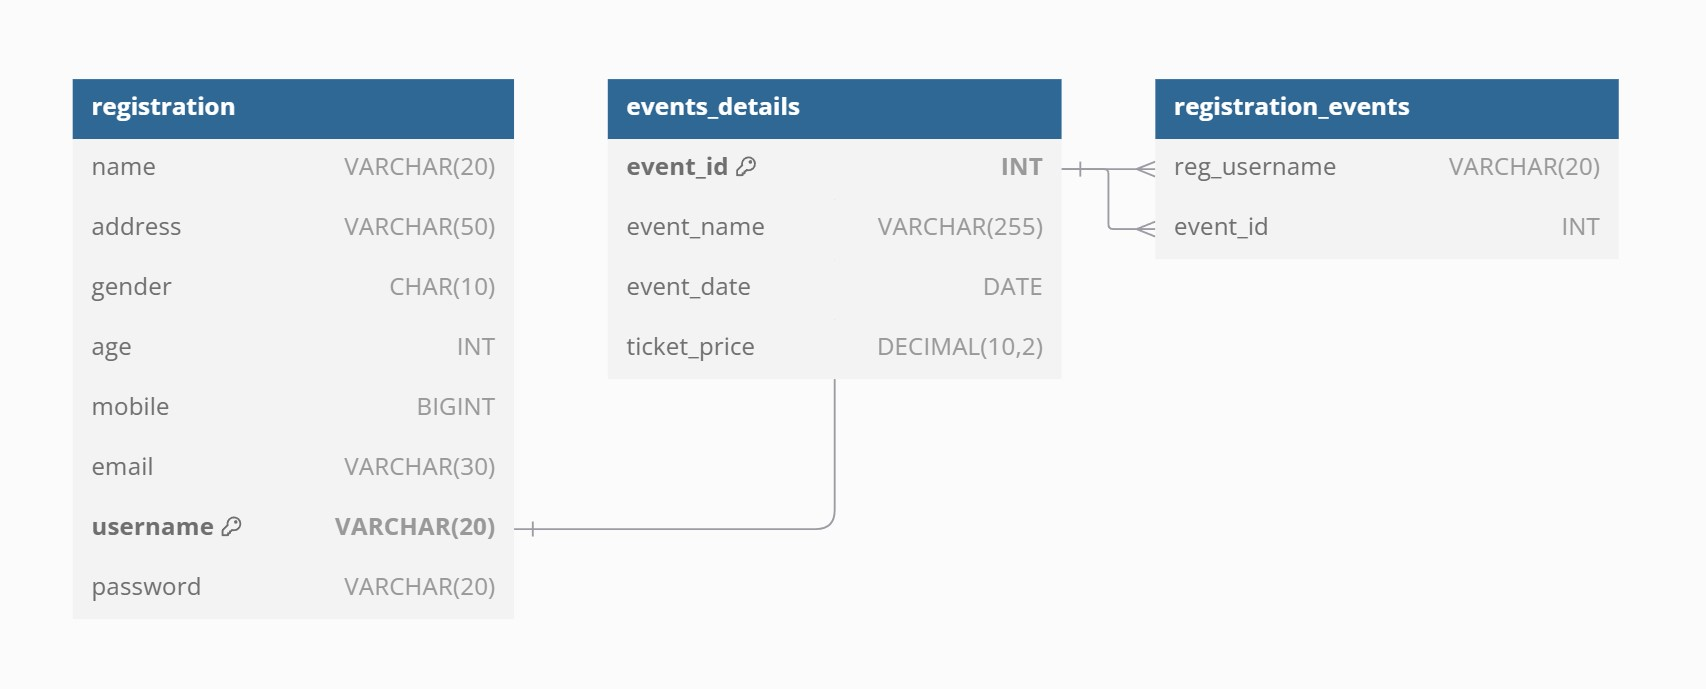 registration
name VARCHAR(20)
address VARCHAR(50)
gender CHAR(10)
age INT
mobile BIGINT
email VARCHAR(30)
username VARCHAR(20)
password VARCHAR(20)
events_details
event_id INT
event_name VARCHAR(255)
event_date DATE
ticket_price DECIMAL(10,2)
registration_events
reg_username VARCHAR(20)
event_id INT